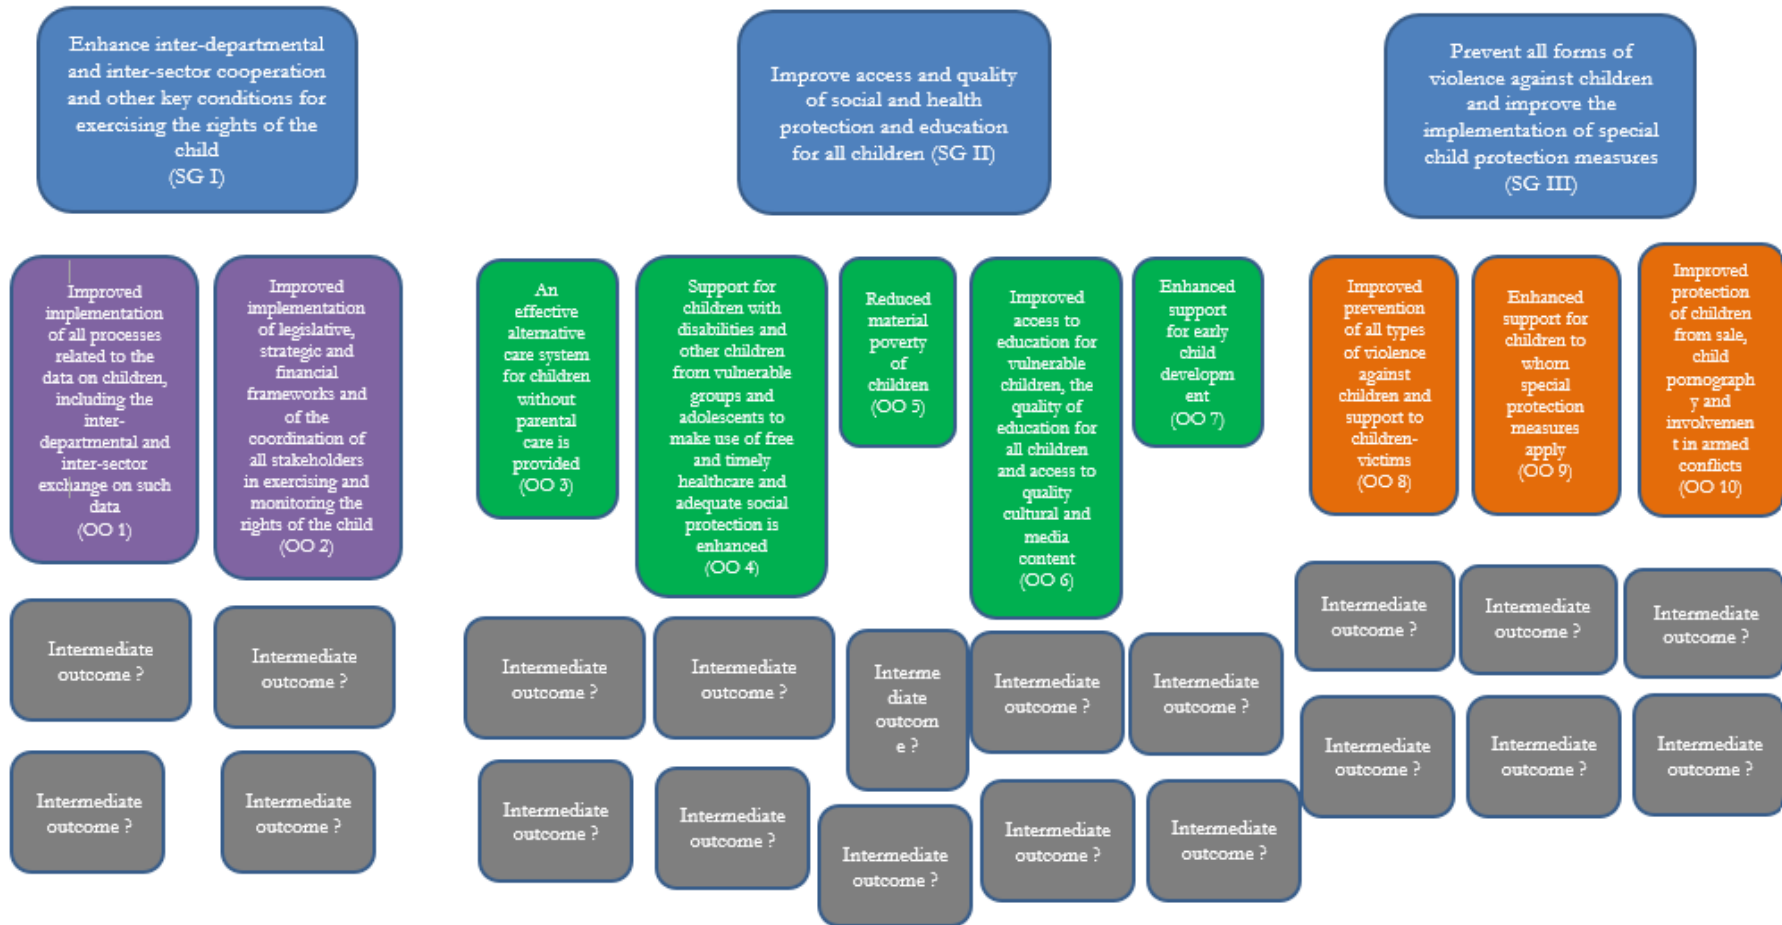 Enhance inter-departmental
and inter-sector cooperation
and other key conditions for
exercising the rights of the
child
(SG I)
Improve access and quality
of social and health
protection and education
for all children (SG II)
Prevent all forms of
violence against children
and improve the
implementation of special
child protection measures
(SG III)
Improved
implementation
of all processes
related to the
data on children,
including the
inter-
departmental and
inter-sector
exchange on such
data
(OO 1)
Improved
implementation
of legislative,
strategic and
financial
frameworks and
of the
coordination of
all stakeholders
in exercising and
monitoring the
rights of the child
(OO 2)
An
effective
alternative
care system
for children
without
parental
care is
provided
(OO 3)
Support for
children with
disabilities and
other children
from vulnerable
groups and
adolescents to
make use of free
and timely
healthcare and
adequate social
protection is
enhanced
(OO 4)
Reduced
material
poverty
of
children
(OO 5)
Improved
access to
education for
vulnerable
children, the
quality of
education for
all children
and access to
quality
cultural and
media
content
(OO 6)
Enhanced
support
for early
child
developm
ent
(OO 7)
Improved
prevention
of all types
of violence
against
children and
support to
children-
victims
(OO 8)
Enhanced
support for
children to
whom
special
protection
measures
apply
(OO 9)
Improved
protection
of children
from sale,
child
pornograph
y and
involvemen
t in armed
conflicts
(OO 10)
Intermediate
outcome ?
Intermediate
outcome ?
Intermediate
outcome ?
Intermediate
outcome ?
Interme
diate
outcom
e ?
Intermediate
outcome ?
Intermediate
outcome ?
Intermediate
outcome ?
Intermediate
outcome ?
Intermediate
outcome ?
Intermediate
outcome ?
Intermediate
outcome ?
Intermediate
outcome ?
Intermediate
outcome ?
Intermediate
outcome ?
Intermediate
outcome ?
Intermediate
outcome ?
Intermediate
outcome ?
Intermediate
outcome ?
Intermediate
outcome ?